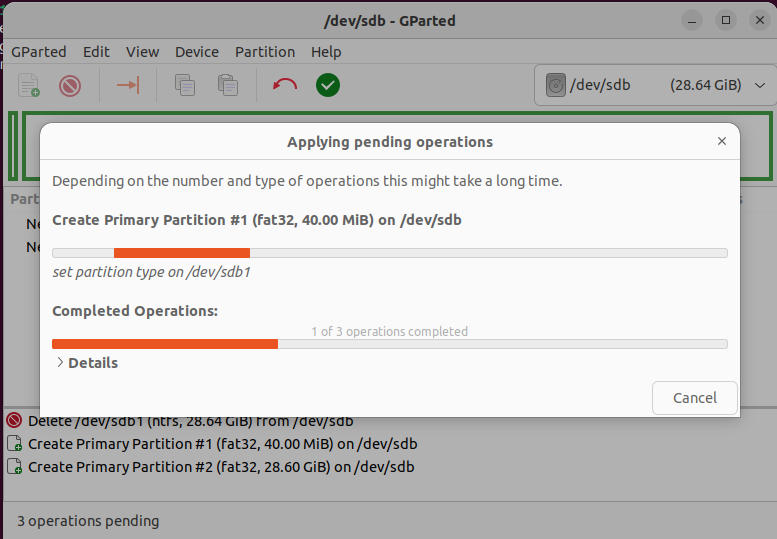 /dev/sdb - GParted
GParted Edit View Device Partition Help
/dev/sdb (28.64 GiB)
Applying pending operations
Depending on the number and type of operations this might take a long time.
Part
Create Primary Partition #1 (fat32, 40.00 MiB) on /dev/sdb
Ne
Ne
set partition type on /dev/sdb1
Completed Operations:
1 of 3 operations completed
Details
Cancel
Delete /dev/sdb1 (ntfs, 28.64 GiB) from /dev/sdb
Create Primary Partition #1 (fat32, 40.00 MiB) on /dev/sdb
Create Primary Partition #2 (fat32, 28.60 GiB) on /dev/sdb
3 operations pending